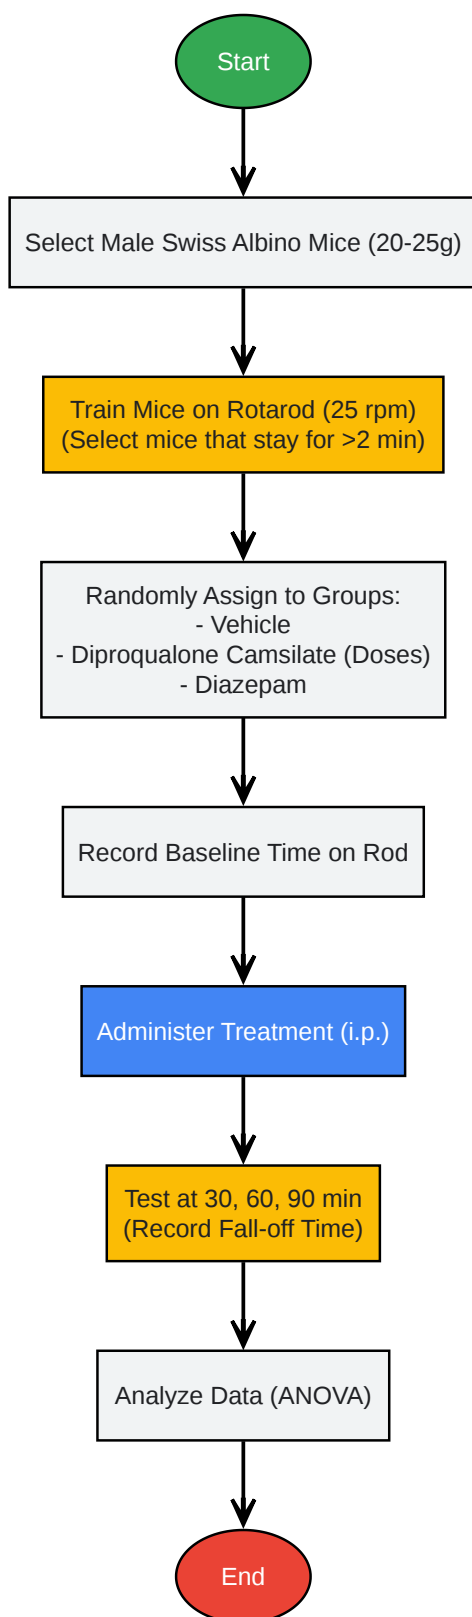 Start
Select Male Swiss Albino Mice (20-25g)
Train Mice on Rotarod (25 rpm)
(Select mice that stay for >2 min)
Randomly Assign to Groups:
- Vehicle
- Diproqualone Camsilate (Doses)
- Diazepam
Record Baseline Time on Rod
Administer Treatment (i.p.)
Test at 30, 60, 90 min
(Record Fall-off Time)
Analyze Data (ANOVA)
End